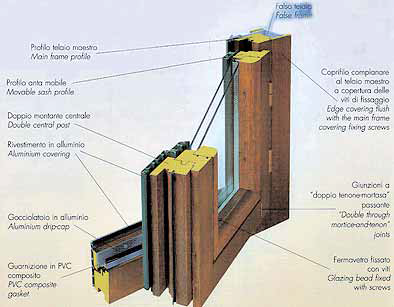 Falso telaio
False frame
Profilo telaio maestro
Main frame profile
Profilo anta mobile
Movable sash profile
Doppio montante centrale
Double central post
Rivestimento in alluminio
Aluminium covering
Gocciolatoio in alluminio
Aluminium drip-cap
Guarnizione in PVC
composito
PVC composite
gasket
Coprifilo complanare
al telaio maestro
a copertura delle
viti di fissaggio
Edge covering flush
with the main frame
covering fixing screws
Giunzioni a
"doppio tenone-mortasa"
passante
"Double through
mortice-and-tenon"
joints
Fermavetro fissato
con viti
Glazing bead fixed
with screws